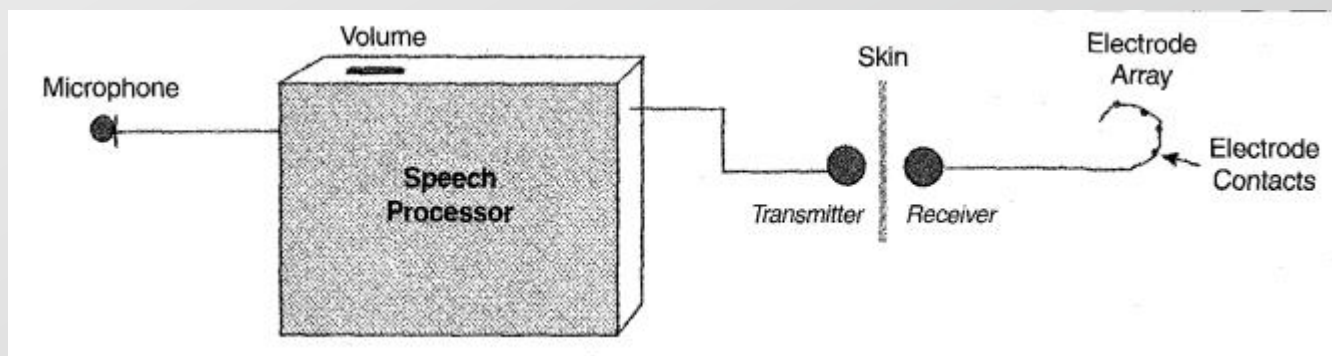 Volume
Microphone
Speech
Processor
Skin
Transmitter
Receiver
Electrode
Array
Electrode
Contacts